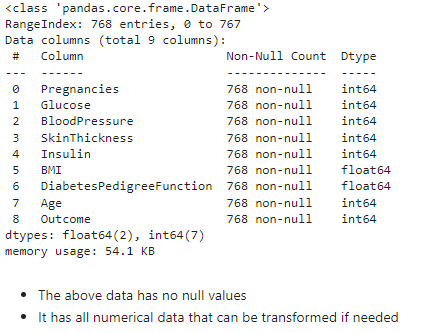 <class 'pandas.core.frame.DataFrame'>
RangeIndex: 768 entries, 0 to 767
Data columns (total 9 columns):
 #   Column                    Non-Null Count  Dtype
---  ------                    --------------  -----
 0   Pregnancies               768 non-null    int64
 1   Glucose                   768 non-null    int64
 2   BloodPressure             768 non-null    int64
 3   SkinThickness             768 non-null    int64
 4   Insulin                   768 non-null    int64
 5   BMI                       768 non-null    float64
 6   DiabetesPedigreeFunction  768 non-null    float64
 7   Age                       768 non-null    int64
 8   Outcome                   768 non-null    int64
dtypes: float64(2), int64(7)
memory usage: 54.1 KB
• The above data has no null values
• It has all numerical data that can be transformed if needed